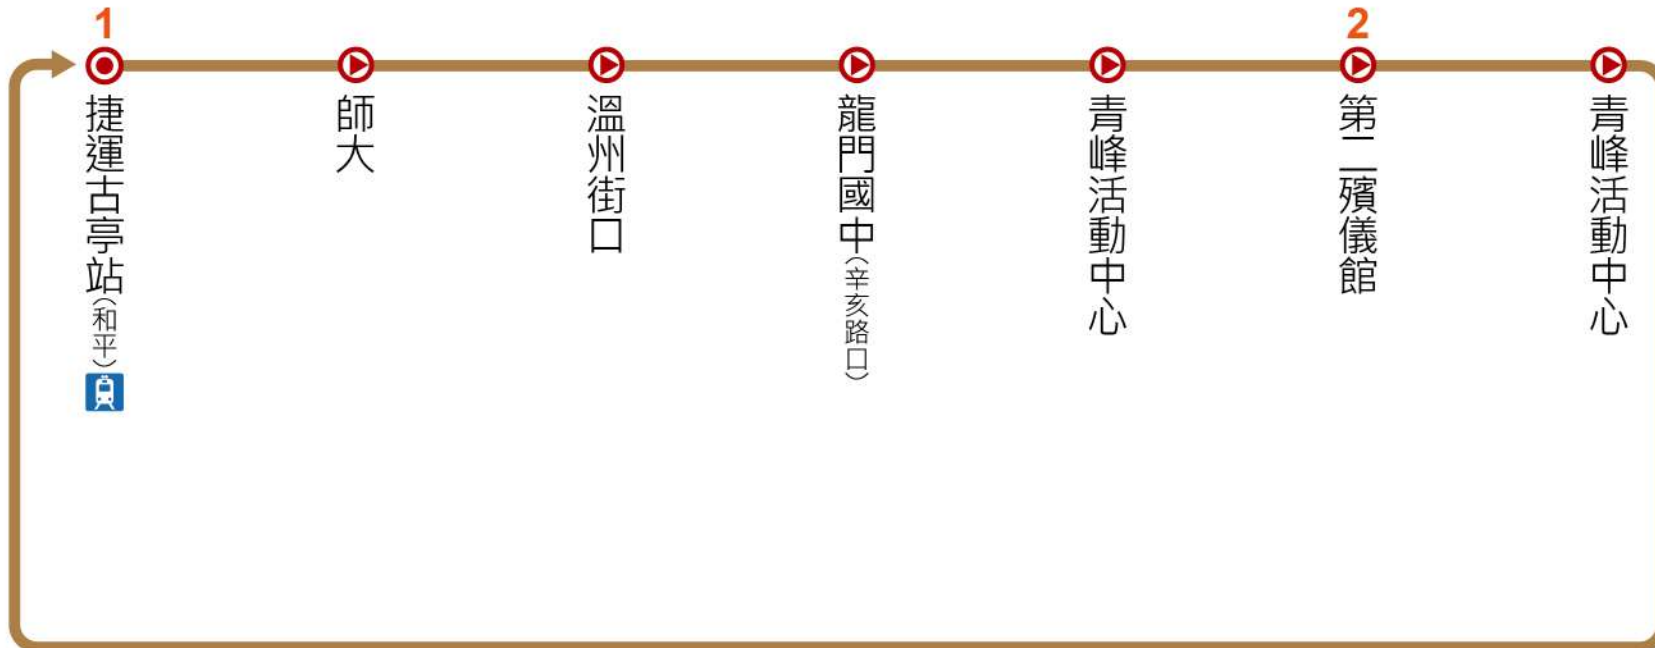 1
捷運古亭站(和平)
師大
溫州街口
龍門國中(辛亥路口)
青峰活動中心
2
第二殯儀館
青峰活動中心